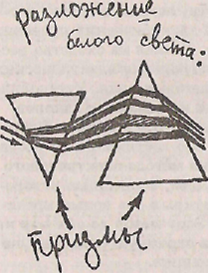 разложение
белого света:
призмы